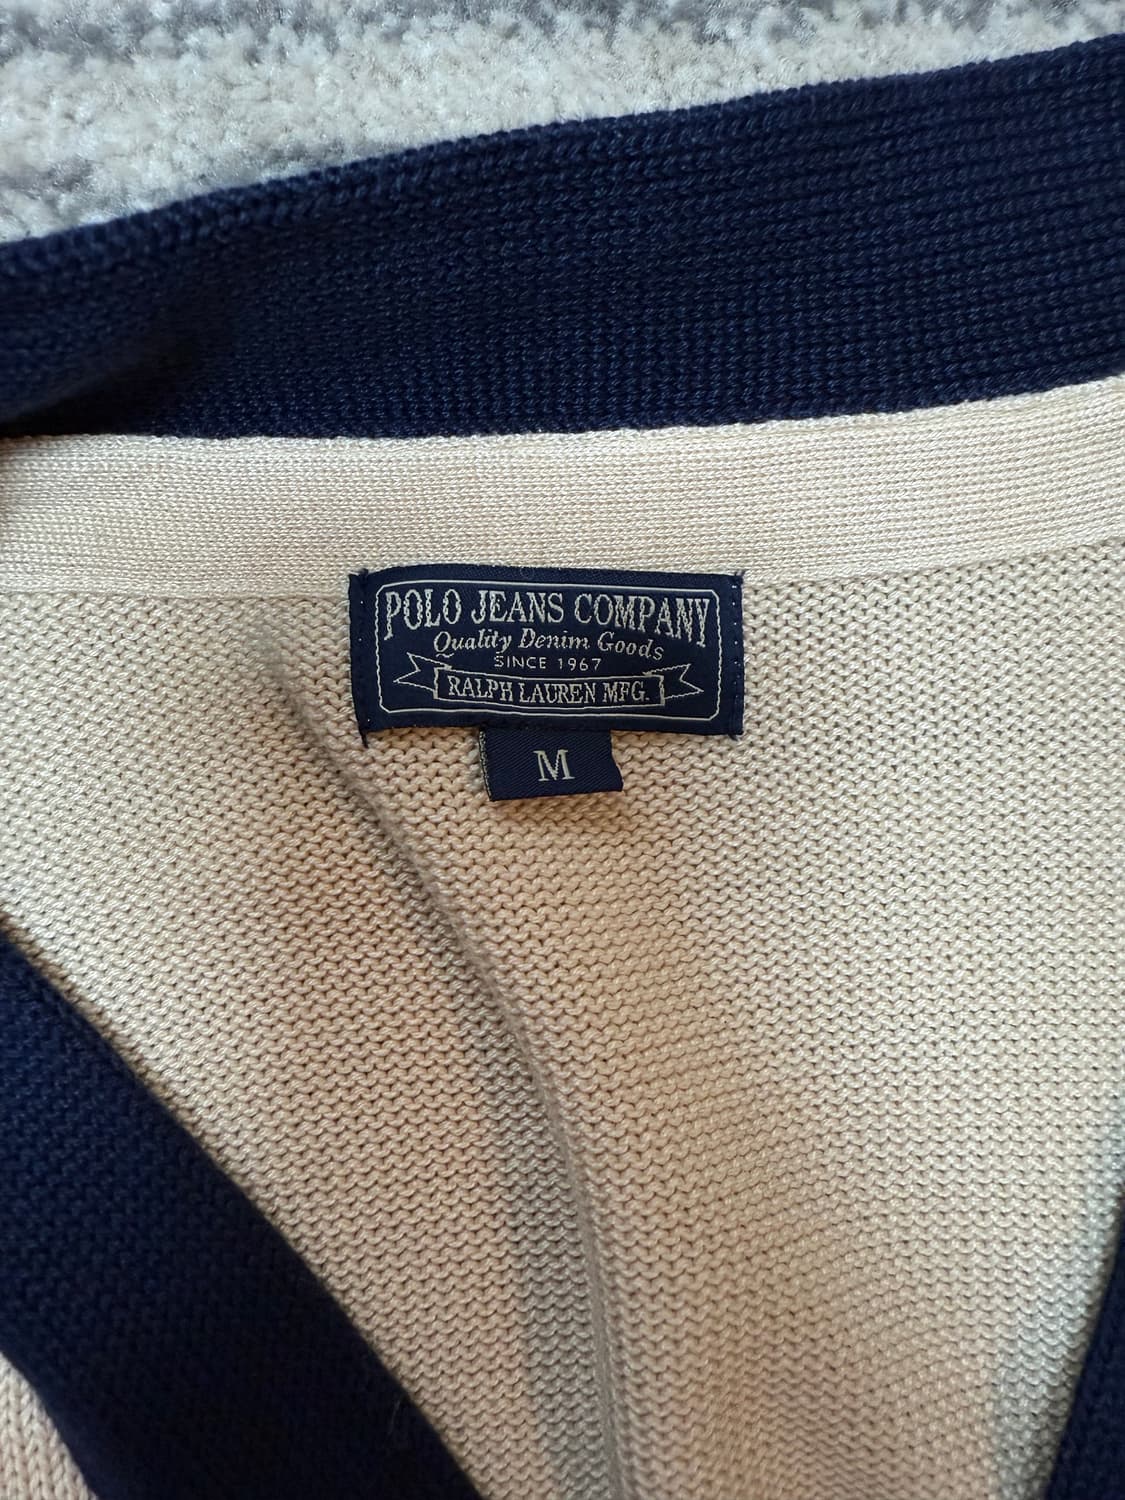 POLO JEANS COMPANY
Quality Denim Goods
SINCE 1967
RALPH LAUREN MFG.
M